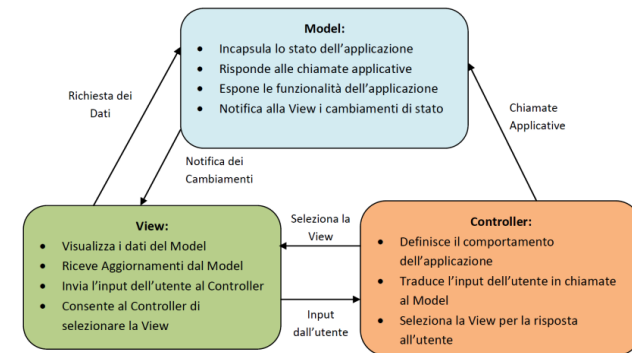 Model:
• Incapsula lo stato dell'applicazione
• Risponde alle chiamate applicative
• Espone le funzionalità dell'applicazione
• Notifica alla View i cambiamenti di stato
Richiesta dei
Dati
Chiamate
Applicative
Notifica dei
Cambiamenti
View:
• Visualizza i dati del Model
• Riceve Aggiornamenti dal Model
• Invia l'input dell'utente al Controller
• Consente al Controller di
selezionare la View
Seleziona la
View
Input
dall'utente
Controller:
• Definisce il comportamento
dell'applicazione
• Traduce l'input dell'utente in chiamate
al Model
• Seleziona la View per la risposta
all'utente